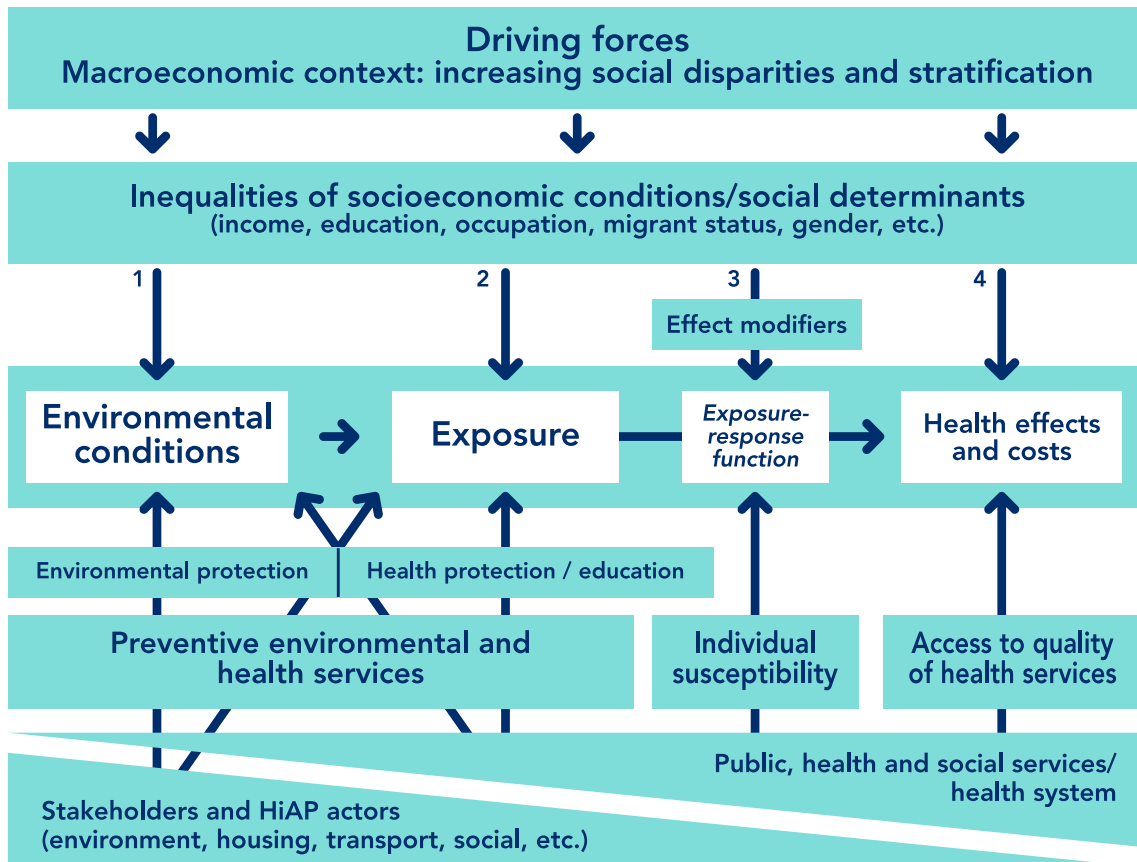 Driving forces
Macroeconomic context: increasing social disparities and stratification
Inequalities of socioeconomic conditions/social determinants
(income, education, occupation, migrant status, gender, etc.)
1
2
3
4
Effect modifiers
Environmental
conditions
Exposure
Exposure-
response
function
Health effects
and costs
Environmental protection
Health protection / education
Preventive environmental and
health services
Individual
susceptibility
Access to quality
of health services
Public, health and social services/
health system
Stakeholders and HiAP actors
(environment, housing, transport, social, etc.)